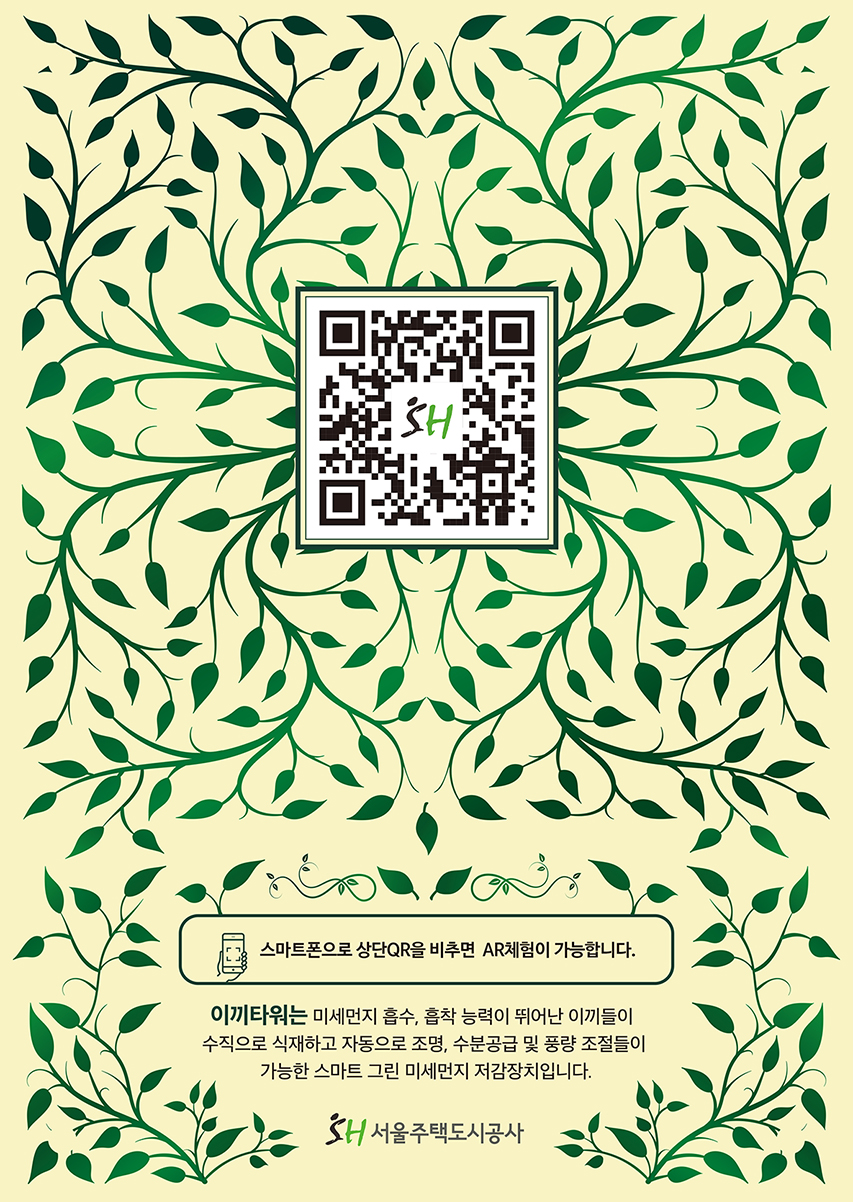 SH
스마트폰으로 상단QR을 비추면 AR체험이 가능합니다.
이끼타워는 미세먼지 흡수, 흡착 능력이 뛰어난 이끼들이
수직으로 식재하고 자동으로 조명, 수분공급 및 풍량 조절들이
가능한 스마트 그린 미세먼지 저감장치입니다.
SH 서울주택도시공사